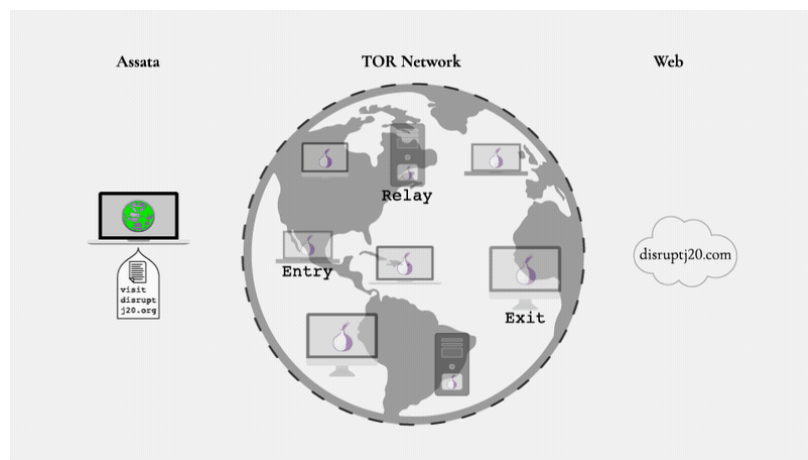 Assata
TOR Network
Web
Relay
Entry
Exit
visit
disrupt
j20.org
disruptj20.com